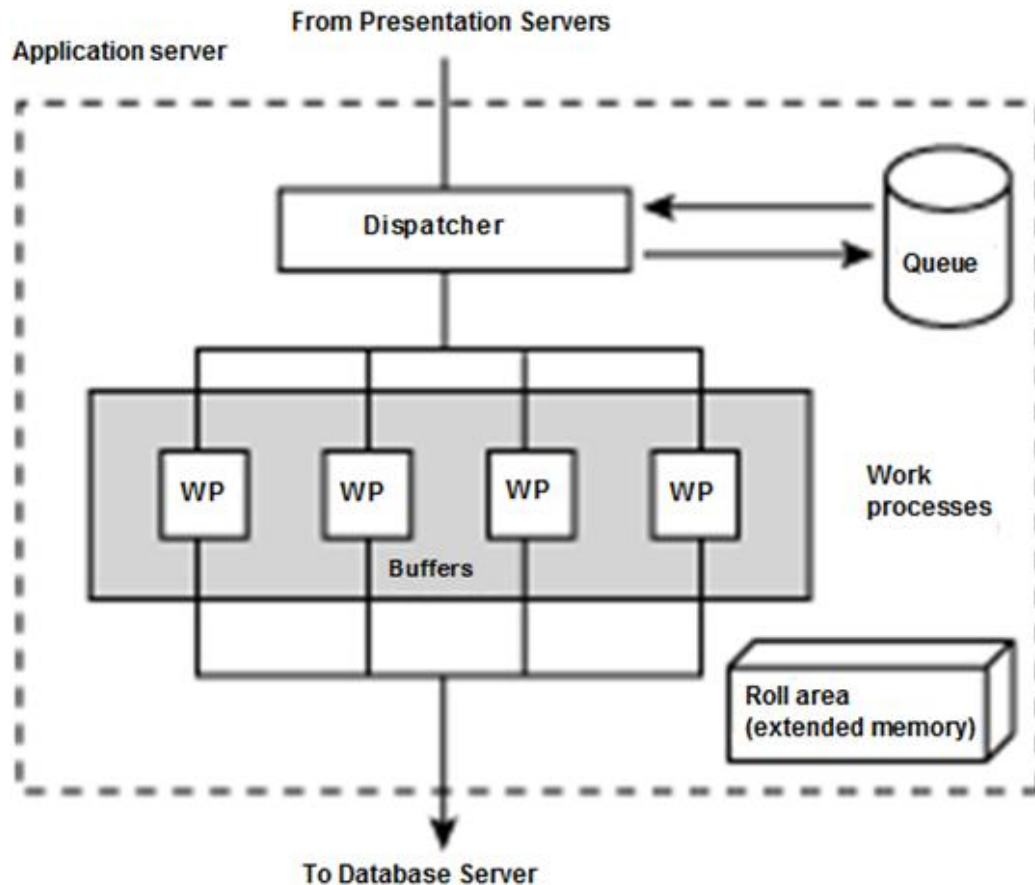 From Presentation Servers
Application server
Dispatcher
Queue
WP
WP
WP
WP
Work
processes
Buffers
Roll area
(extended memory)
To Database Server